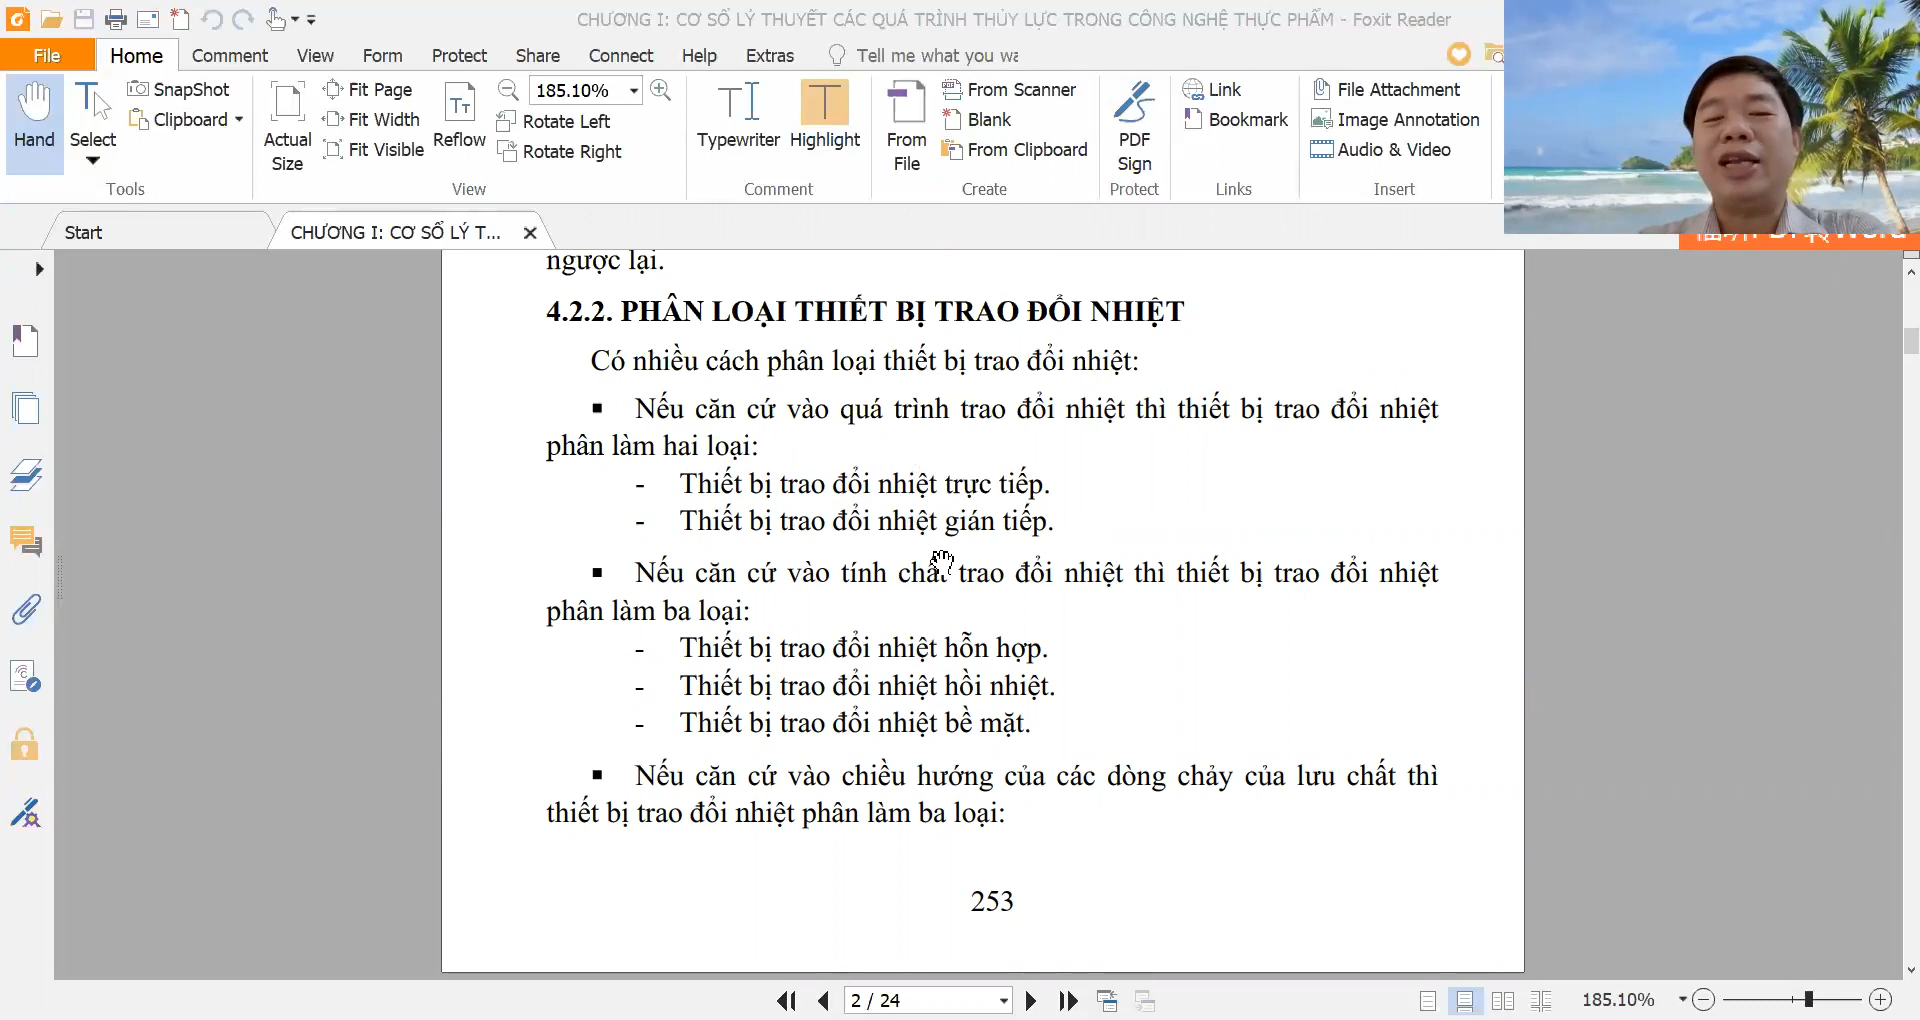 CHƯƠNG I: CƠ SỔ LÝ THUYẾT CÁC QUÁ TRÌNH THỦY LỰC TRONG CÔNG NGHỆ THỰC PHẨM - Foxit Reader
File Home Comment View Form Protect Share Connect Help Extras Tell me what you wa
Hand
Select
SnapShot
Clipboard
Tools
Actual Size
Fit Page
Fit Width
Fit Visible
Reflow
185.10%
Rotate Left
Rotate Right
View
Typewriter
Highlight
Comment
From File
From Scanner
Blank
From Clipboard
Create
PDF Sign
Protect
Link
Bookmark
Links
File Attachment
Image Annotation
Audio & Video
Insert
Start
CHƯƠNG I: CƠ SỔ LÝ T...
ngược lại.
4.2.2. PHÂN LOẠI THIẾT BỊ TRAO ĐỔI NHIỆT
Có nhiều cách phân loại thiết bị trao đổi nhiệt:
▪ Nếu căn cứ vào quá trình trao đổi nhiệt thì thiết bị trao đổi nhiệt
phân làm hai loại:
- Thiết bị trao đổi nhiệt trực tiếp.
- Thiết bị trao đổi nhiệt gián tiếp.
▪ Nếu căn cứ vào tính chất trao đổi nhiệt thì thiết bị trao đổi nhiệt
phân làm ba loại:
- Thiết bị trao đổi nhiệt hỗn hợp.
- Thiết bị trao đổi nhiệt hồi nhiệt.
- Thiết bị trao đổi nhiệt bề mặt.
▪ Nếu căn cứ vào chiều hướng của các dòng chảy của lưu chất thì
thiết bị trao đổi nhiệt phân làm ba loại:
253
2 / 24
185.10%